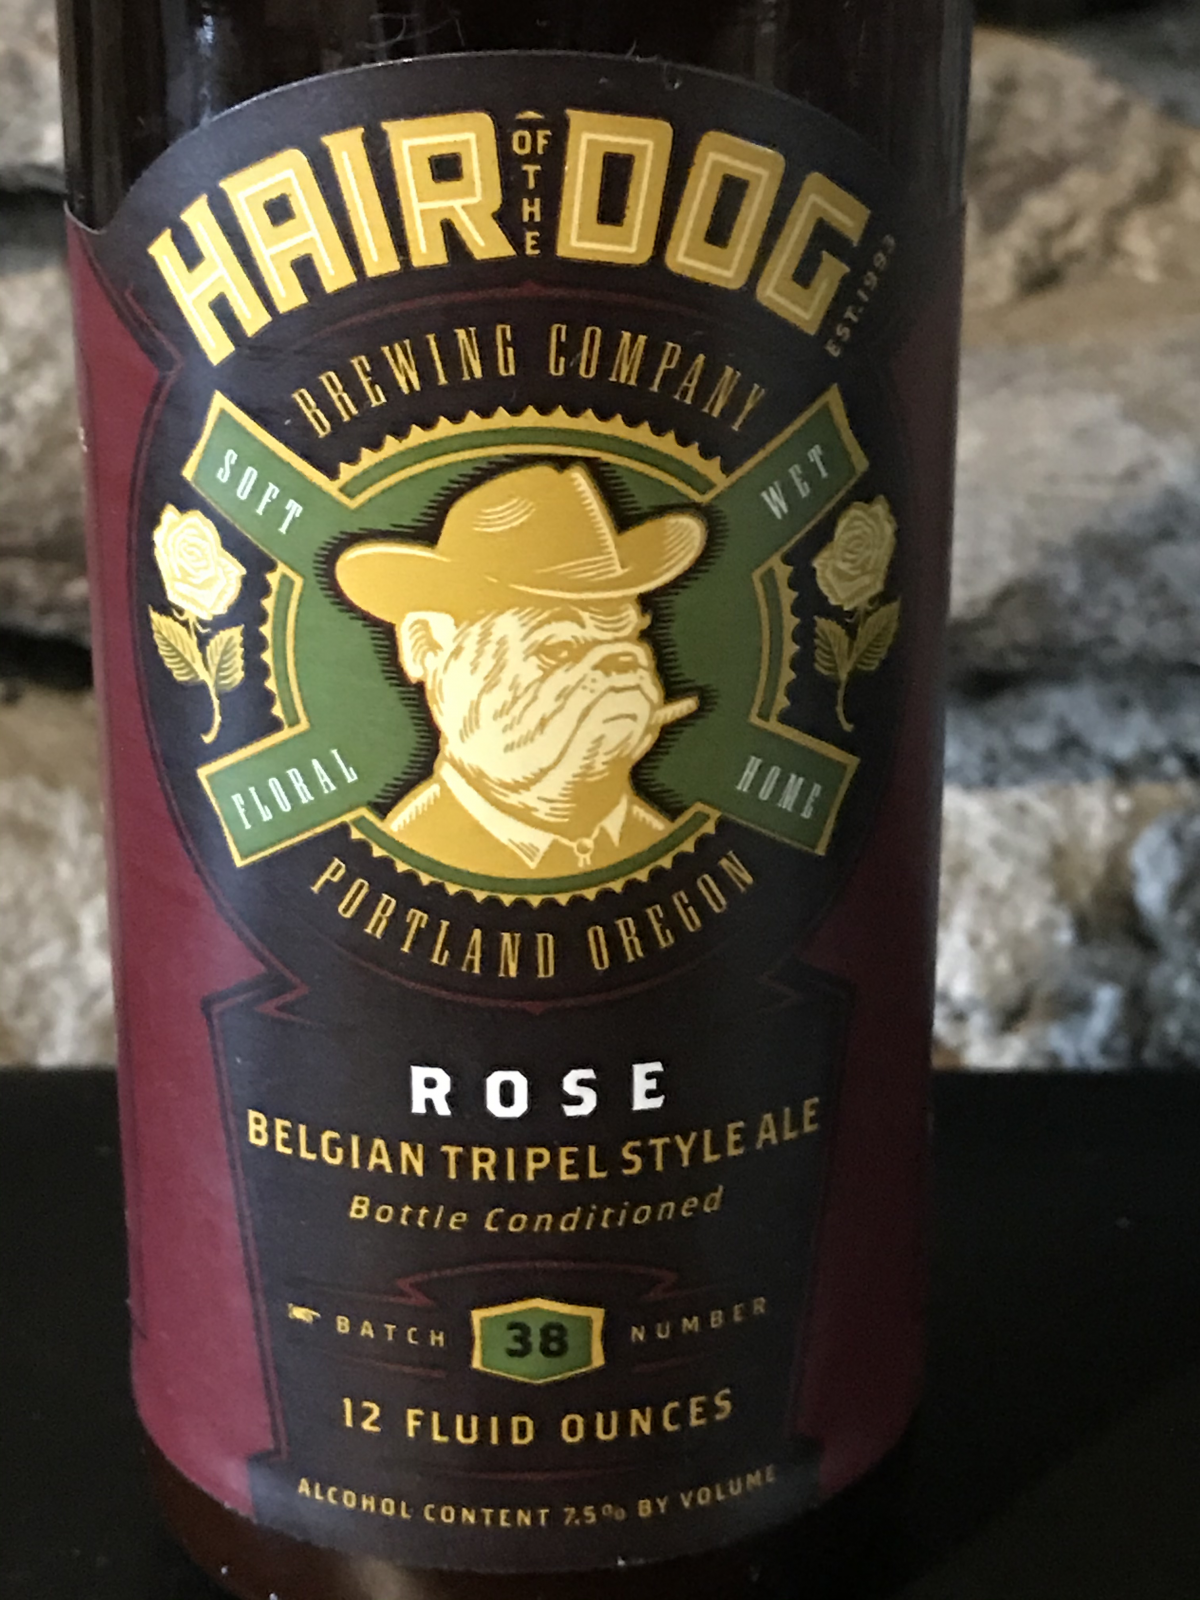 HAIR OF THE DOG
EST. 1993
BREWING COMPANY
SOFT
WET
FLORAL
HOME
PORTLAND OREGON
ROSE
BELGIAN TRIPEL STYLE ALE
Bottle Conditioned
BATCH 38 NUMBER
12 FLUID OUNCES
ALCOHOL CONTENT 7.5% BY VOLUME